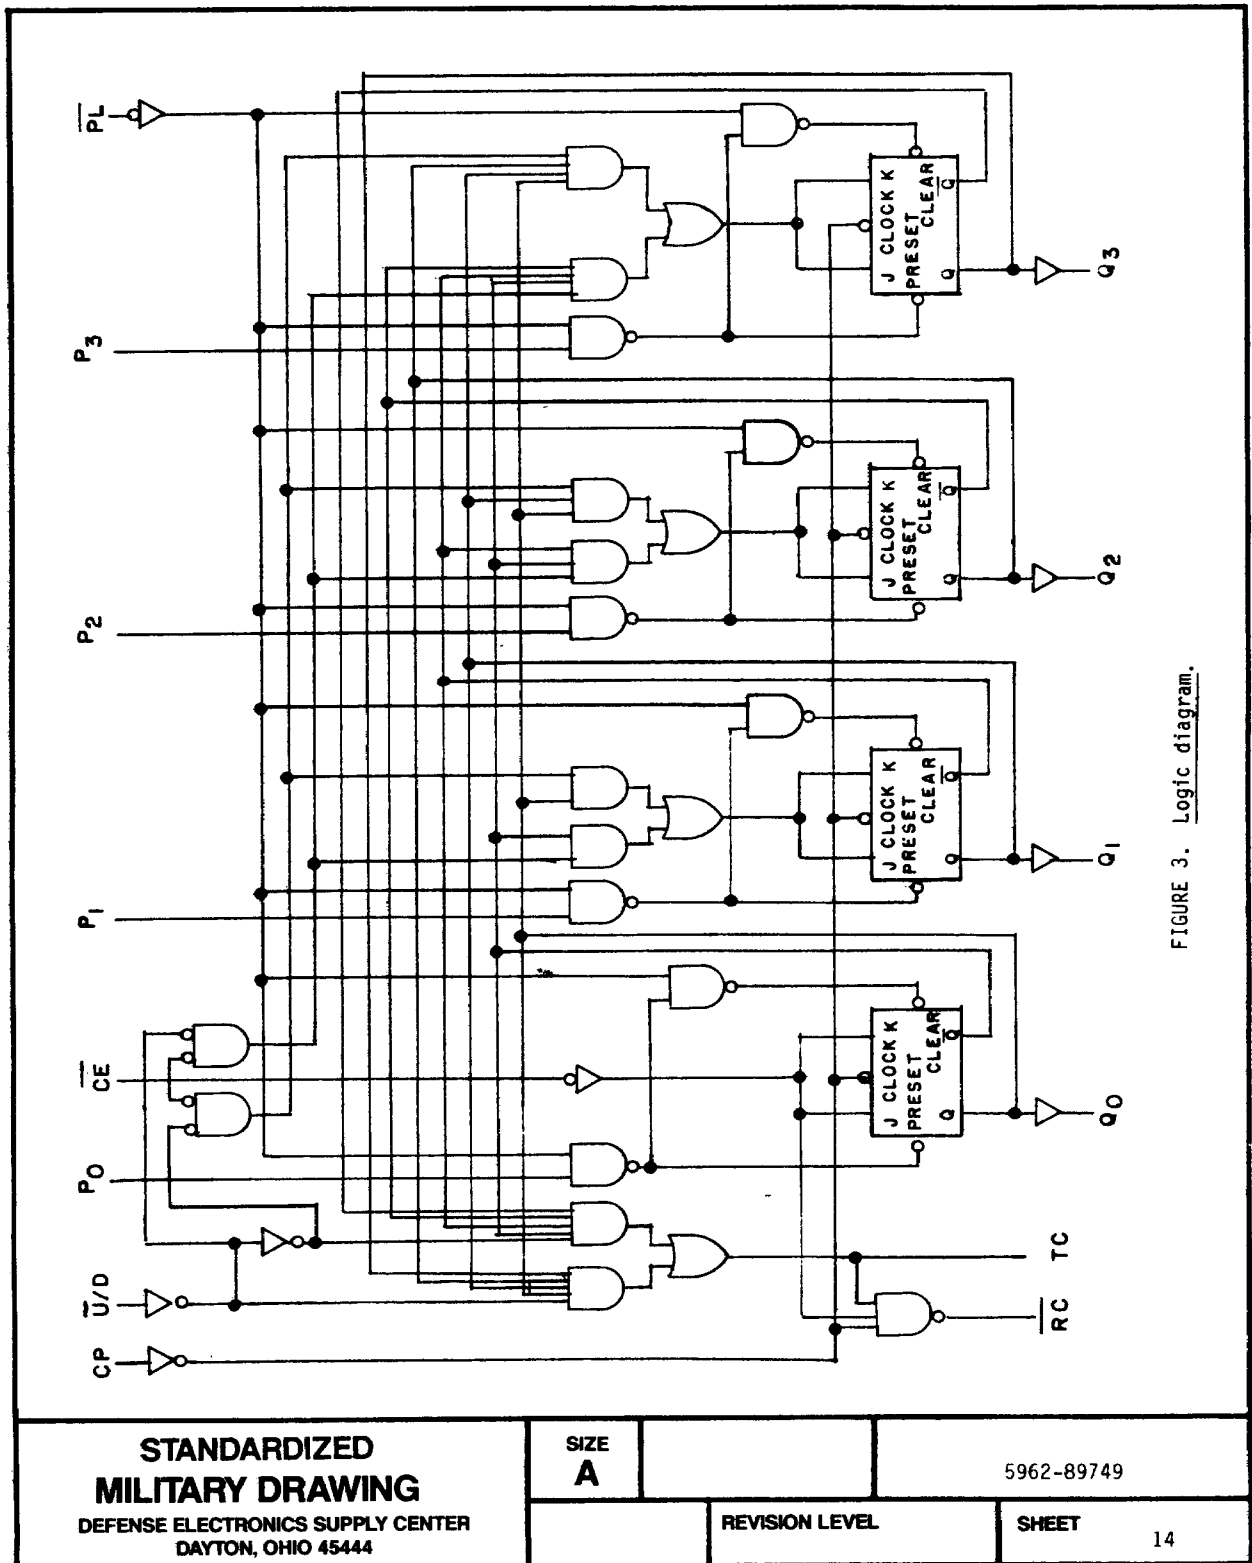 PL
P3
P2
P1
CE
P0
U/D
CP
J CLOCK K
PRESET
CLEAR
Q Q
Q3
J CLOCK K
PRESET
CLEAR
Q Q
Q2
J CLOCK K
PRESET
CLEAR
Q Q
Q1
J CLOCK K
PRESET
CLEAR
Q Q
Q0
TC
RC
FIGURE 3. Logic diagram.
STANDARDIZED
MILITARY DRAWING
DEFENSE ELECTRONICS SUPPLY CENTER
DAYTON, OHIO 45444
SIZE
A
5962-89749
REVISION LEVEL
SHEET
14